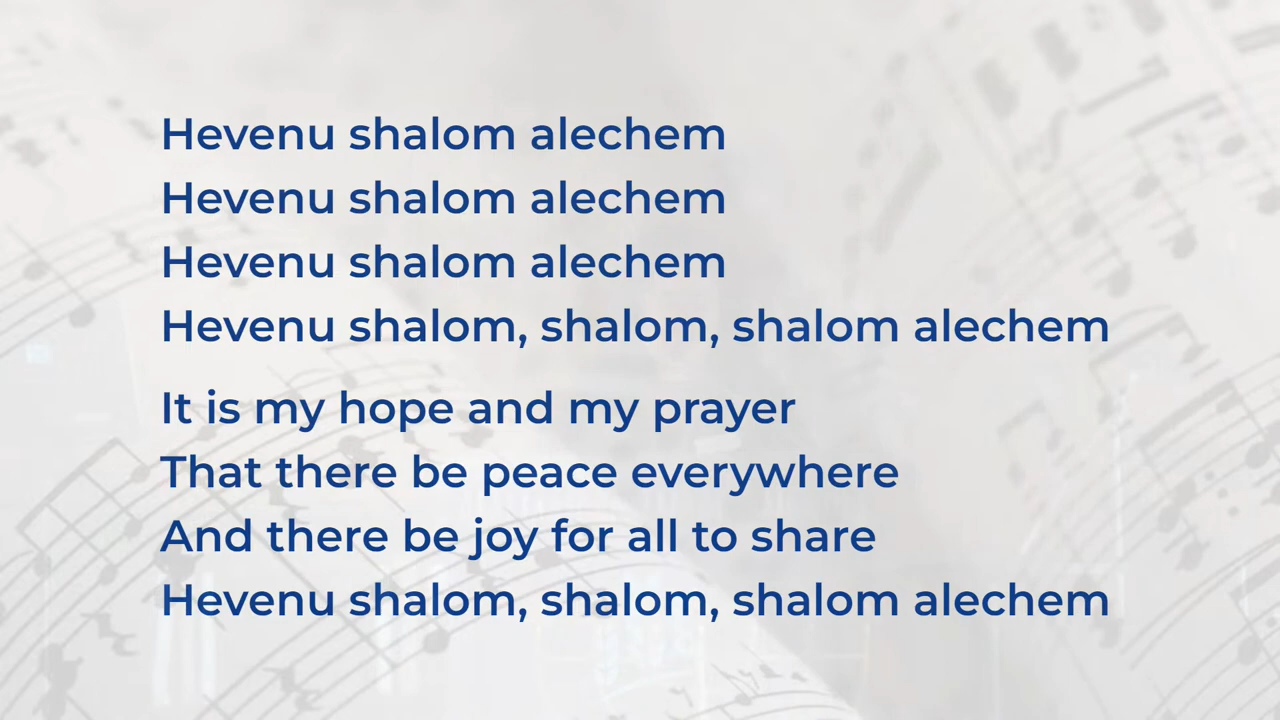 Hevenu shalom alechem
Hevenu shalom alechem
Hevenu shalom alechem
Hevenu shalom, shalom, shalom alechem
It is my hope and my prayer
That there be peace everywhere
And there be joy for all to share
Hevenu shalom, shalom, shalom alechem